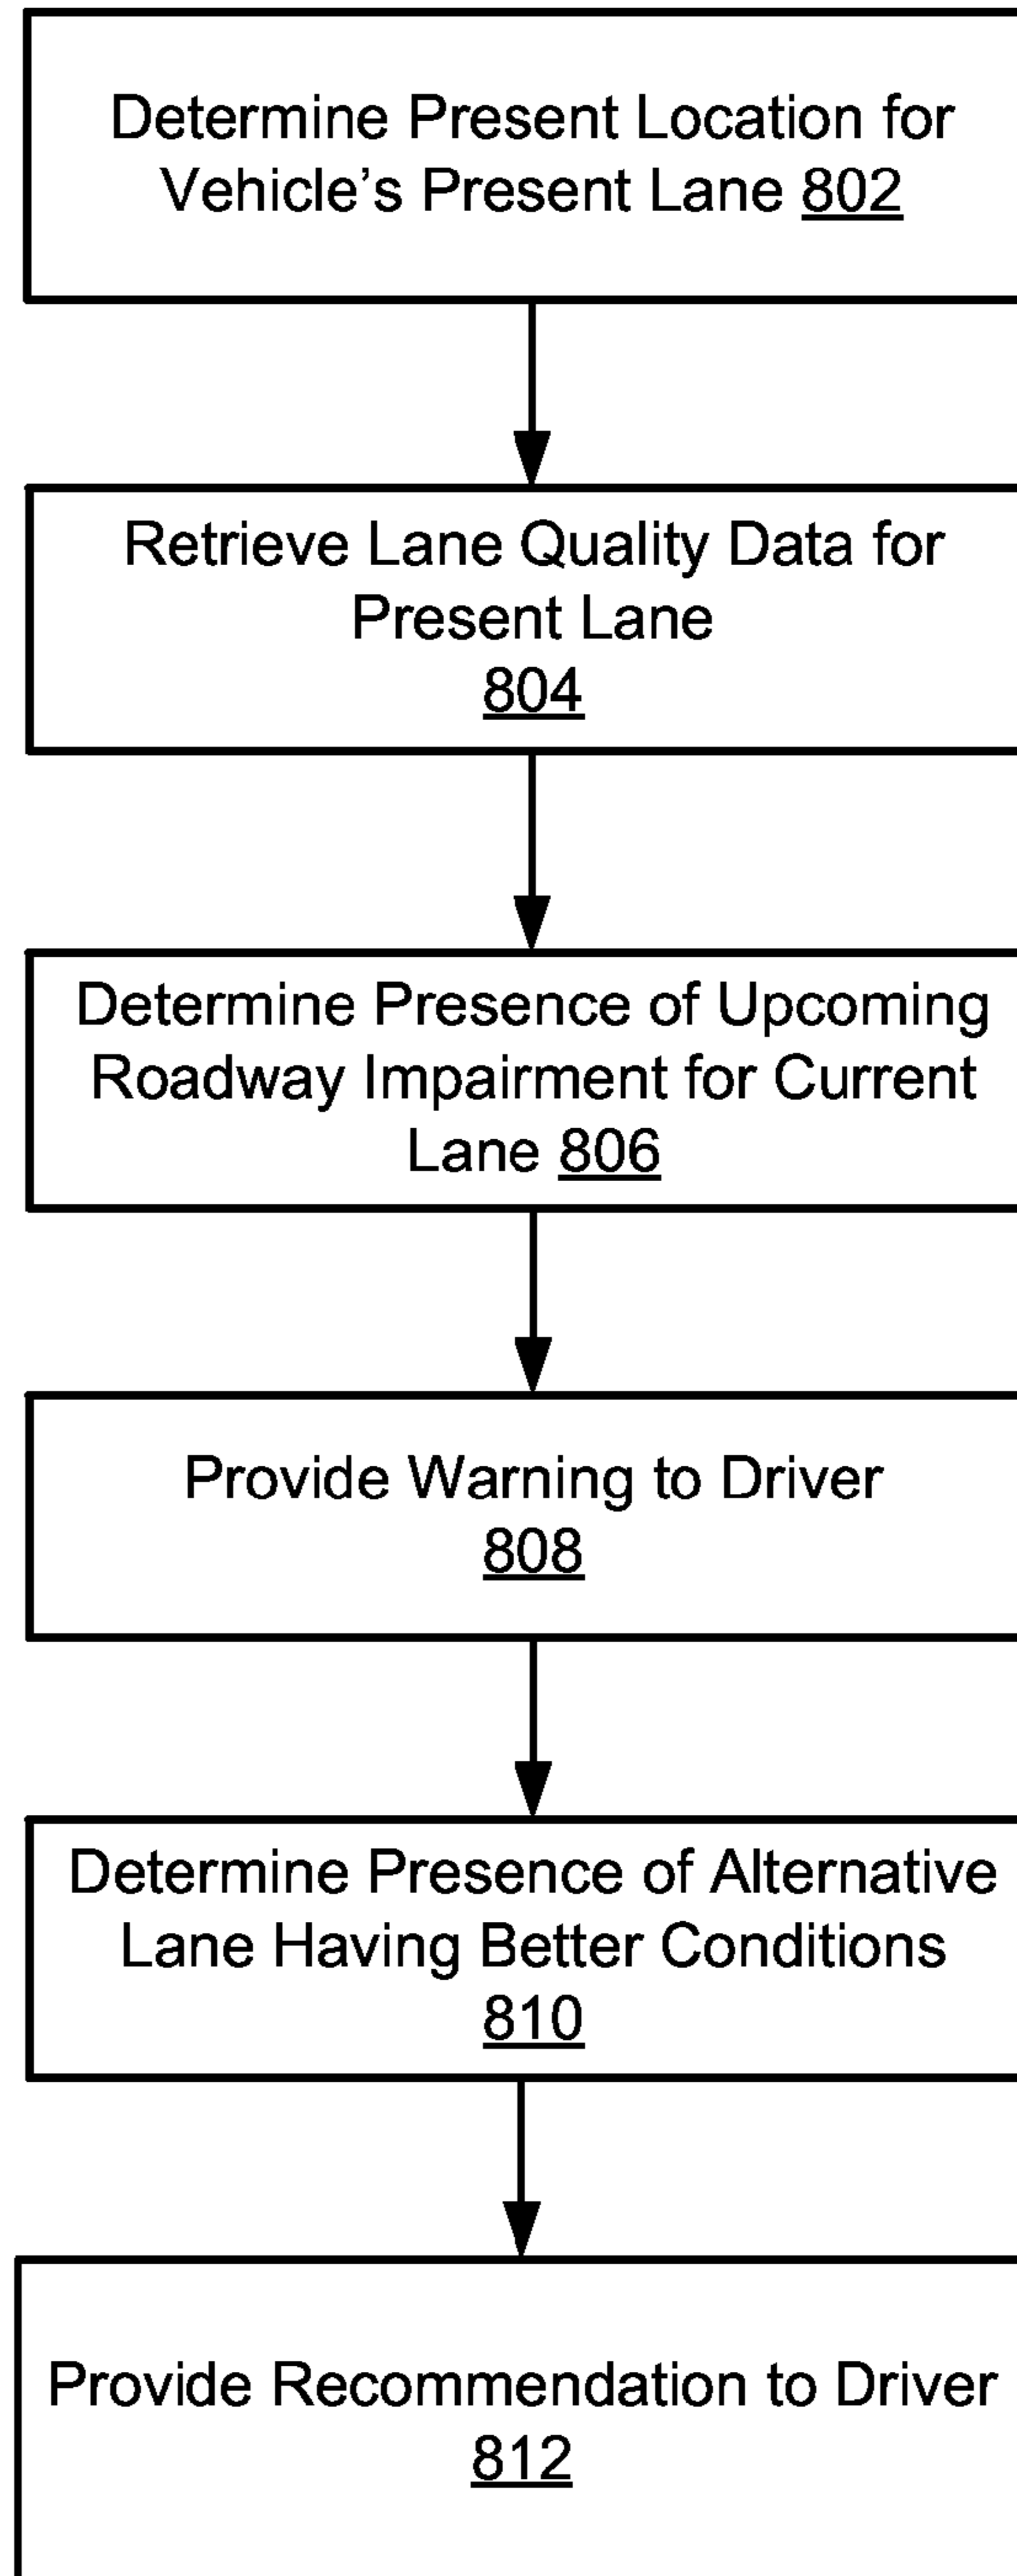 Determine Present Location for
Vehicle’s Present Lane 802
Retrieve Lane Quality Data for
Present Lane
804
Determine Presence of Upcoming
Roadway Impairment for Current
Lane 806
Provide Warning to Driver
808
Determine Presence of Alternative
Lane Having Better Conditions
810
Provide Recommendation to Driver
812